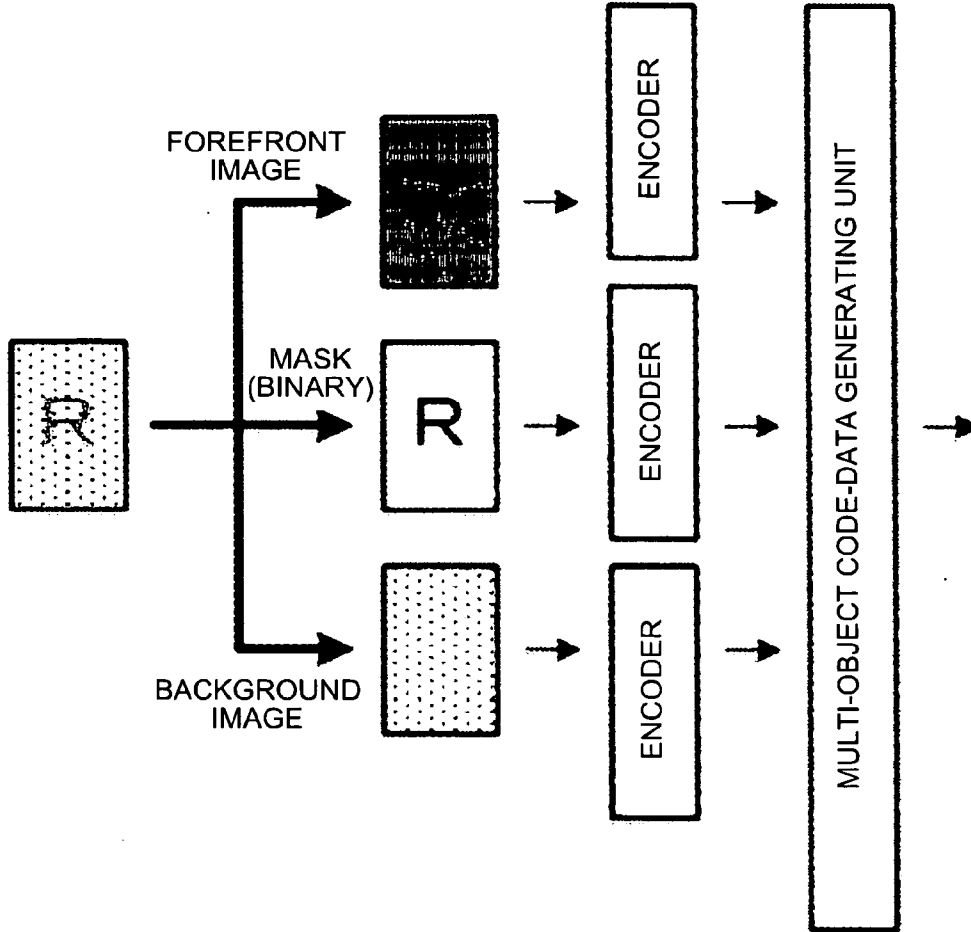 FOREFRONT
IMAGE
ENCODER
R
MASK
(BINARY)
R
ENCODER
BACKGROUND
IMAGE
ENCODER
MULTI-OBJECT CODE-DATA GENERATING UNIT